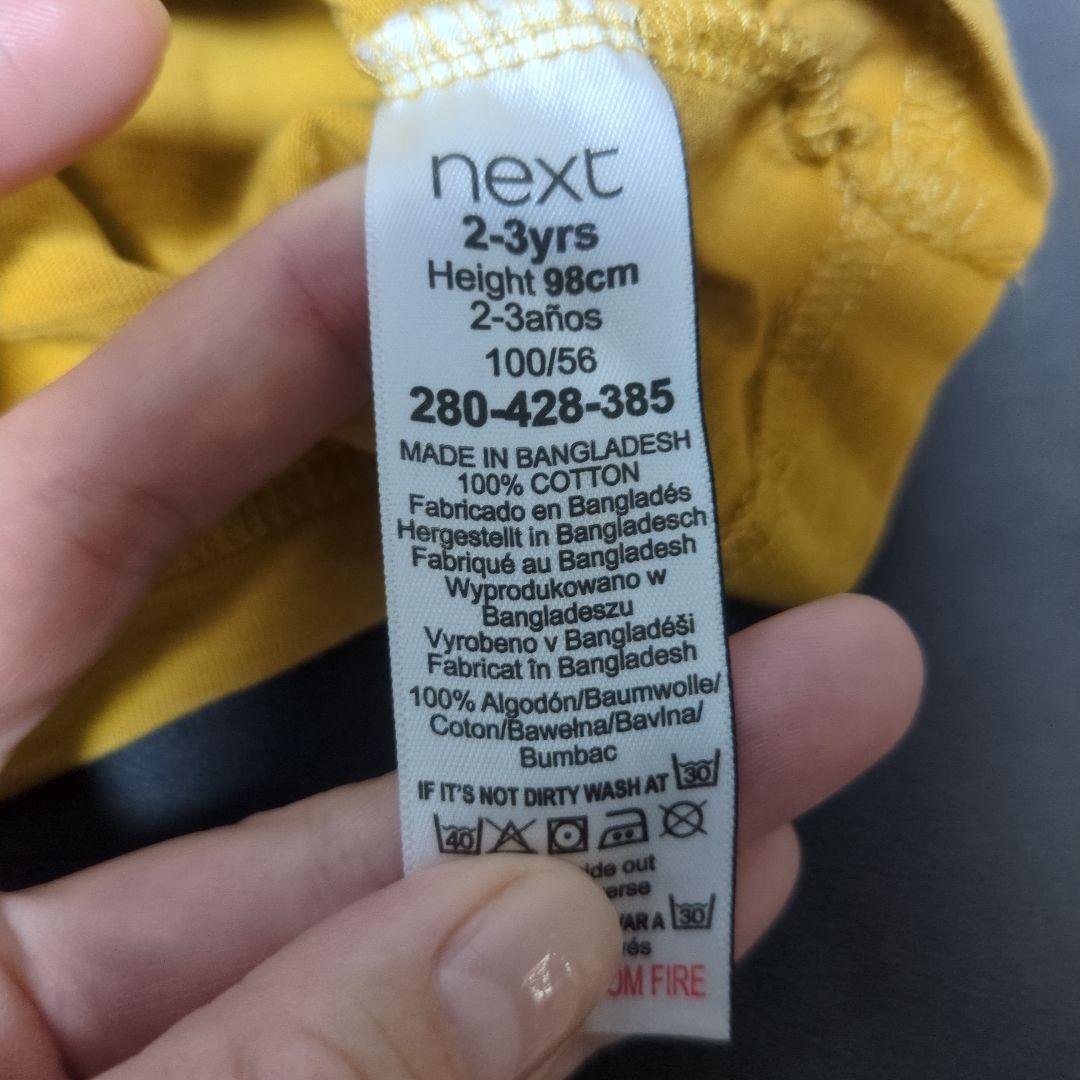 next
2-3yrs
Height 98cm
2-3años
100/56
280-428-385
MADE IN BANGLADESH
100% COTTON
Fabricado en Bangladés
Hergestellt in Bangladesch
Fabriqué au Bangladesh
Wyprodukowano w
Bangladeszu
Vyrobeno v Bangladéši
Fabricat în Bangladesh
100% Algodón/Baumwolle/
Coton/Bawełna/Bavlna/
Bumbac
IF IT'S NOT DIRTY WASH AT 30
40
out
A 30
FIRE